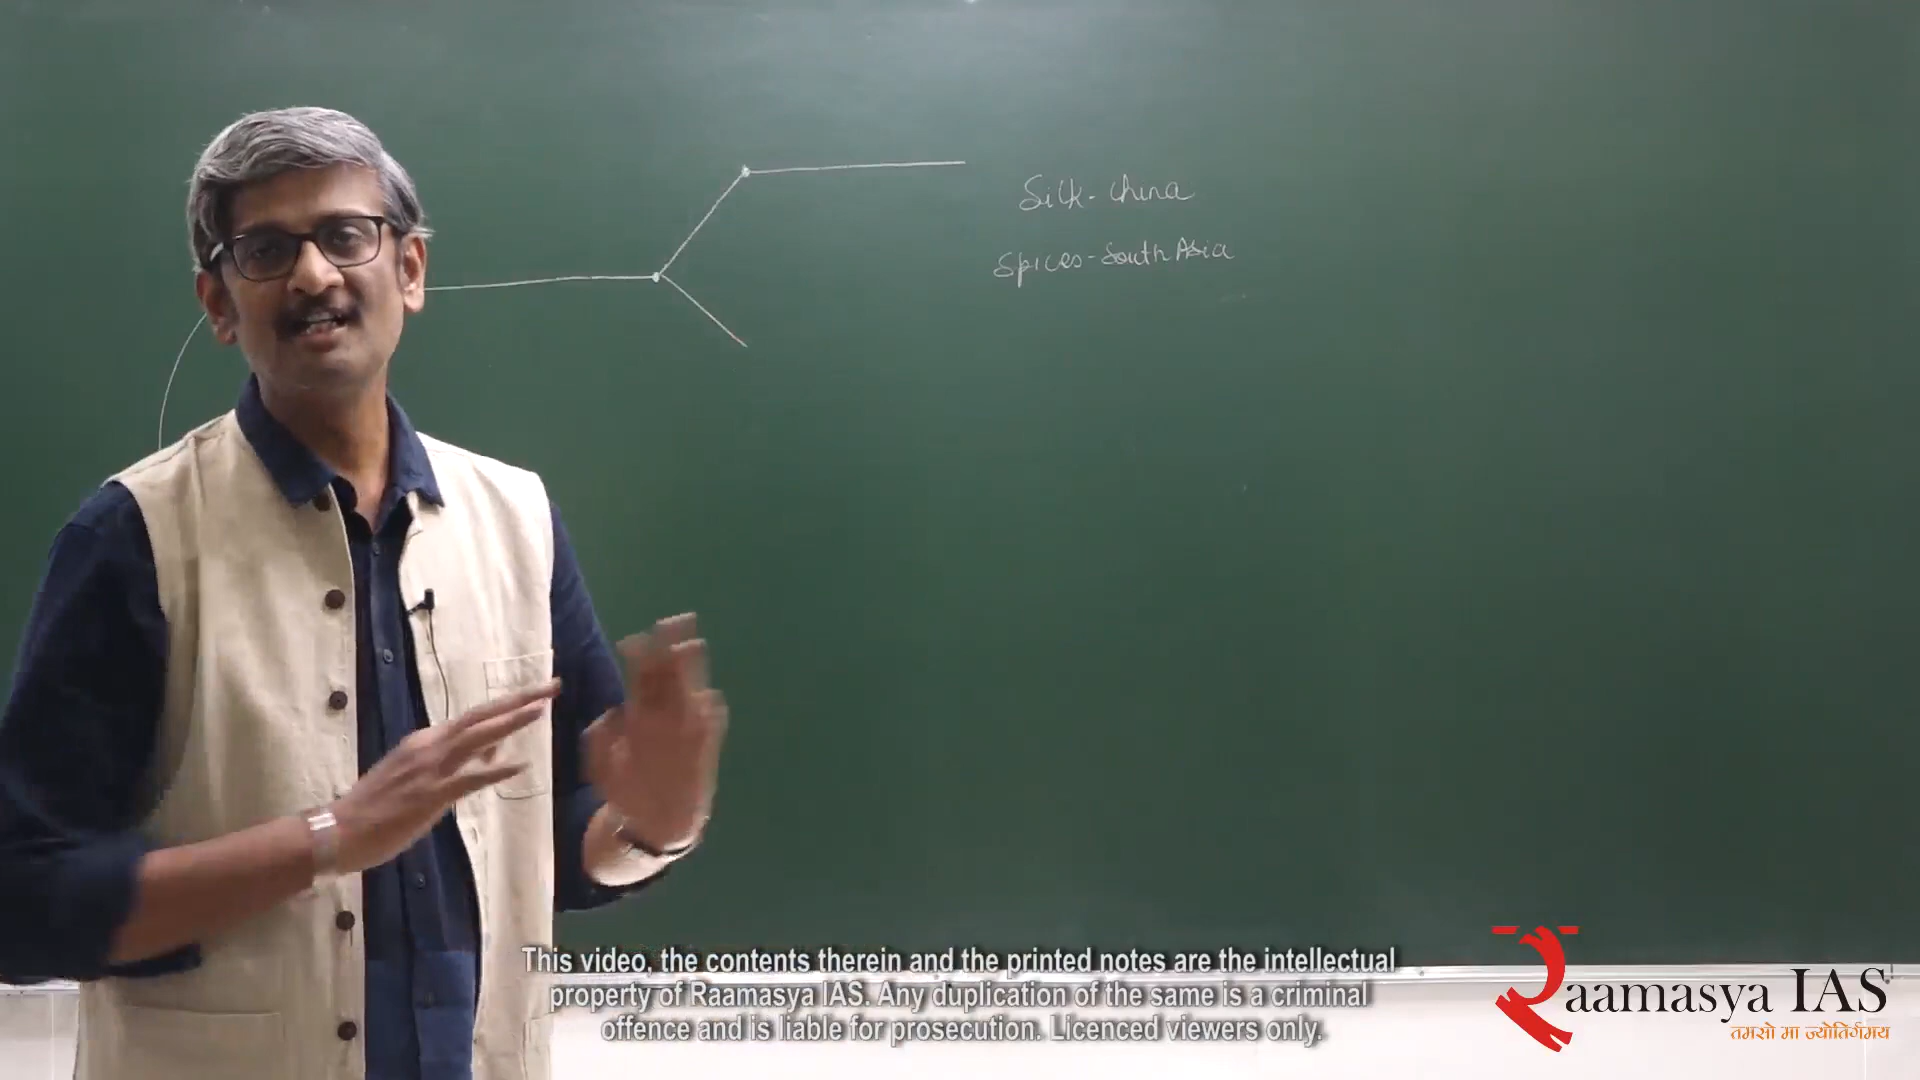 Silk - China
Spices - South Asia
This video, the contents therein and the printed notes are the intellectual
property of Raamasya IAS. Any duplication of the same is a criminal
offence and is liable for prosecution. Licenced viewers only.
Raamasya IAS
तमसो मा ज्योतिर्गमय